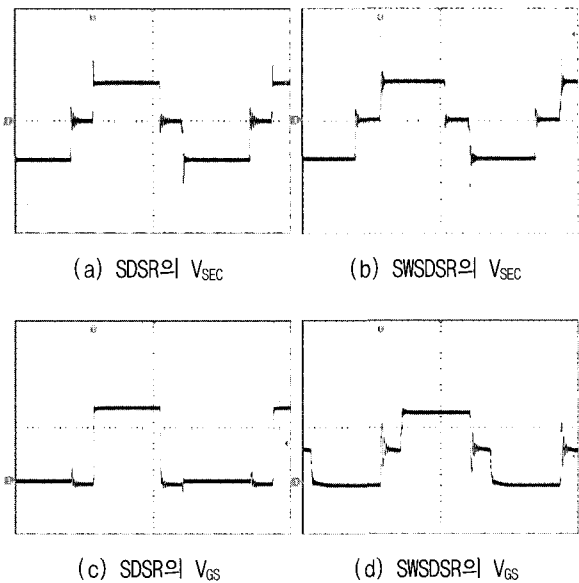 (a) SDSR의 VSEC
(b) SWSDSR의 VSEC
(c) SDSR의 VGS
(d) SWSDSR의 VGS